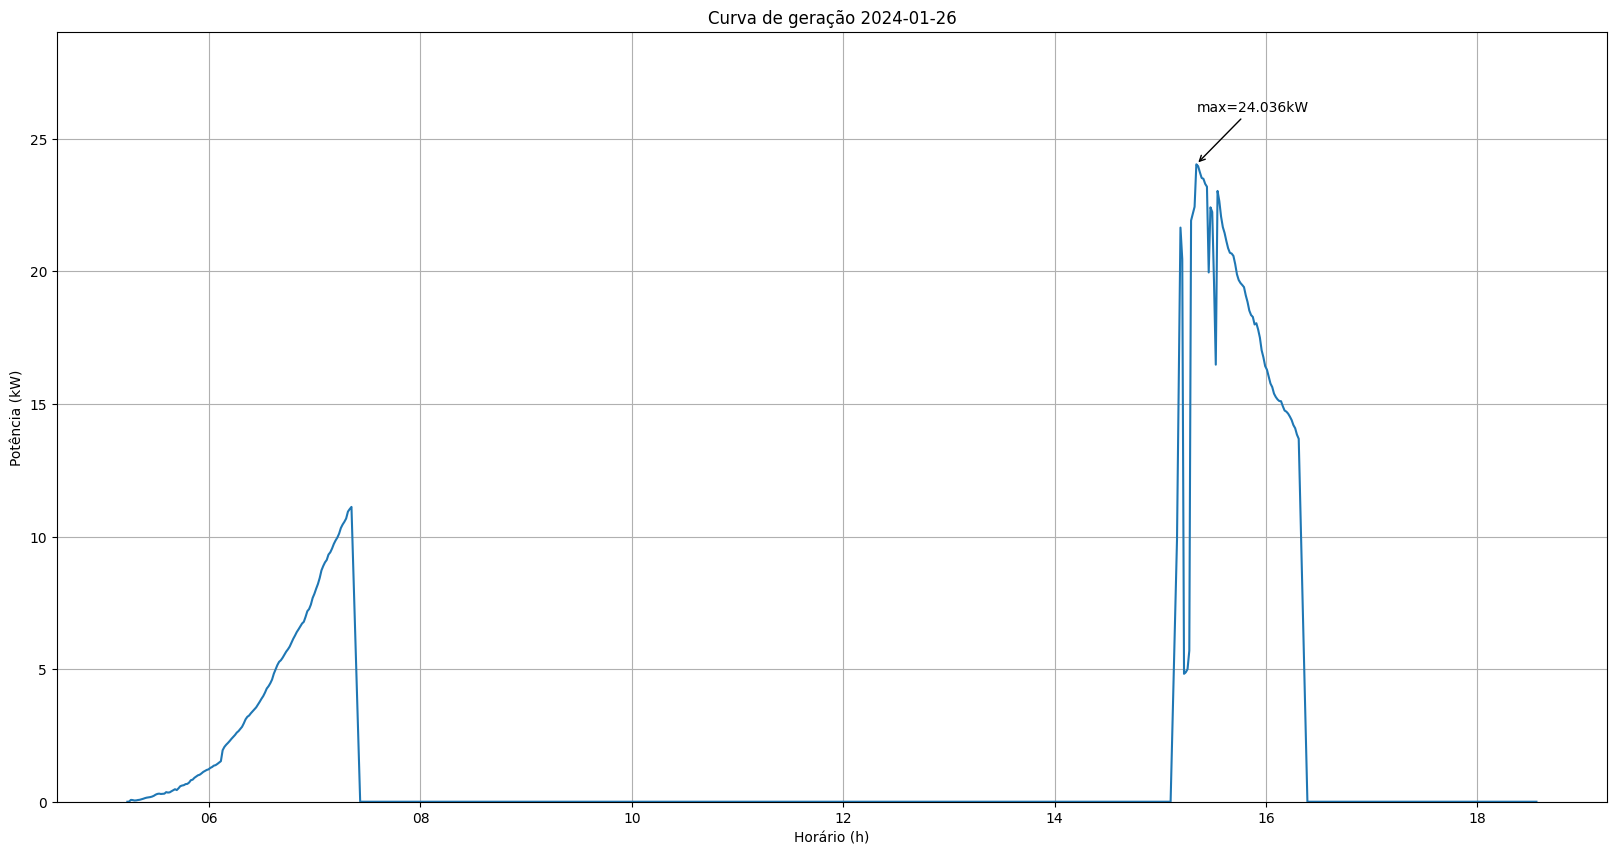 Curva de geração 2024-01-26
max=24.036kW
25
20
15
10
5
0
Potência (kW)
06 08 10 12 14 16 18
Horário (h)